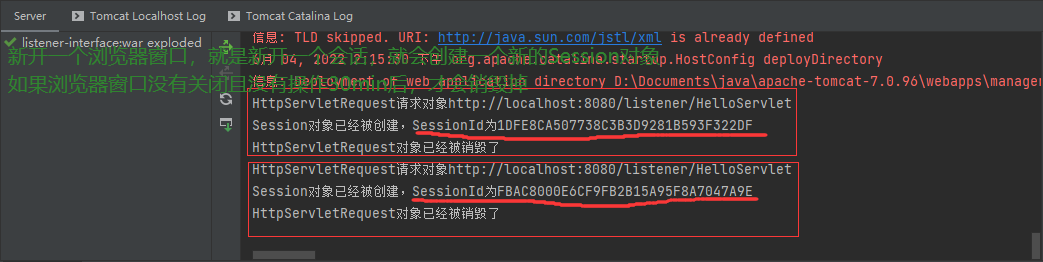 Server Tomcat Localhost Log Tomcat Catalina Log
listener-interface:war exploded
新开一个浏览器窗口，就是新开一个会话，就会创建一个新的Session对象
如果浏览器窗口没有关闭且没有操作30min后，才会销毁掉
信息: TLD skipped. URI: http://java.sun.com/jstl/xml is already defined
6月 04, 2022 2:15:30 下午 org.apache.catalina.startup.HostConfig deployDirectory
信息: Deployment of web application directory D:\Documents\java\apache-tomcat-7.0.96\webapps\manage
HttpServletRequest请求对象http://localhost:8080/listener/HelloServlet
Session对象已经被创建，SessionId为1DFE8CA507738C3B3D9281B593F322DF
HttpServletRequest对象已经被销毁了
HttpServletRequest请求对象http://localhost:8080/listener/HelloServlet
Session对象已经被创建，SessionId为FBAC8000E6CF9FB2B15A95F8A7047A9E
HttpServletRequest对象已经被销毁了